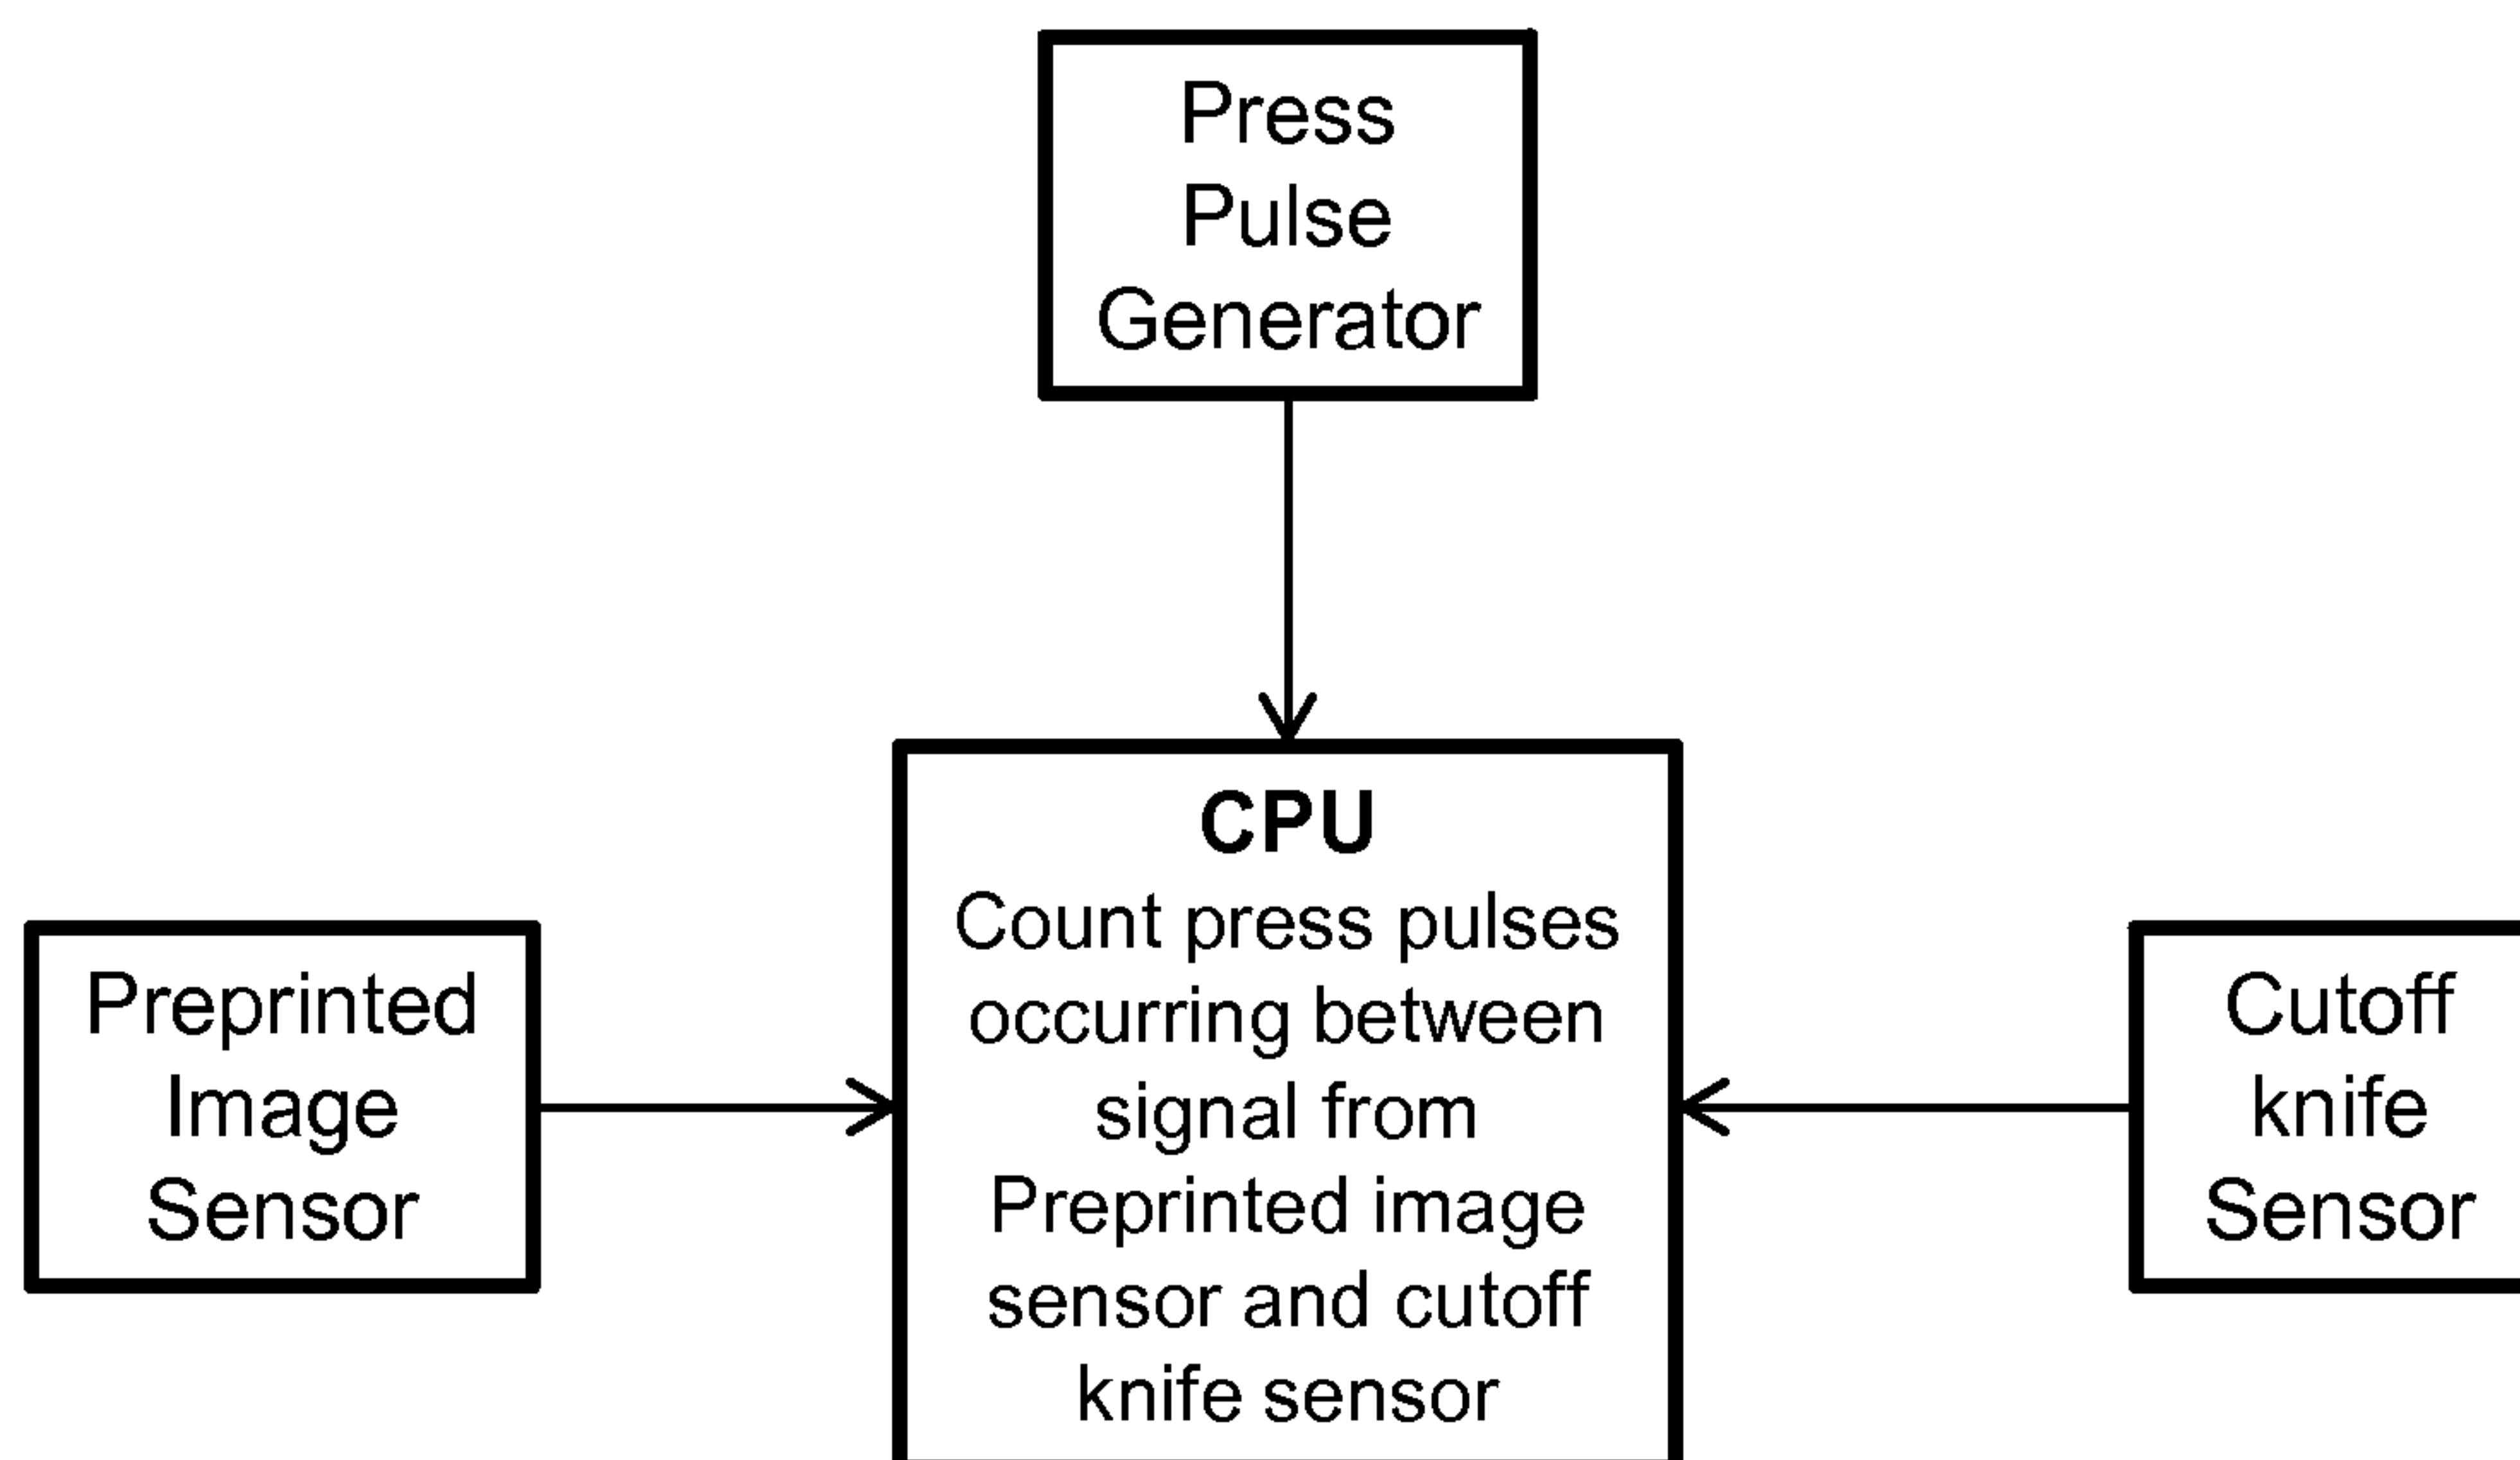 Press
Pulse
Generator
CPU
Count press pulses
occurring between
signal from
Preprinted image
sensor and cutoff
knife sensor
Preprinted
Image
Sensor
Cutoff
knife
Sensor